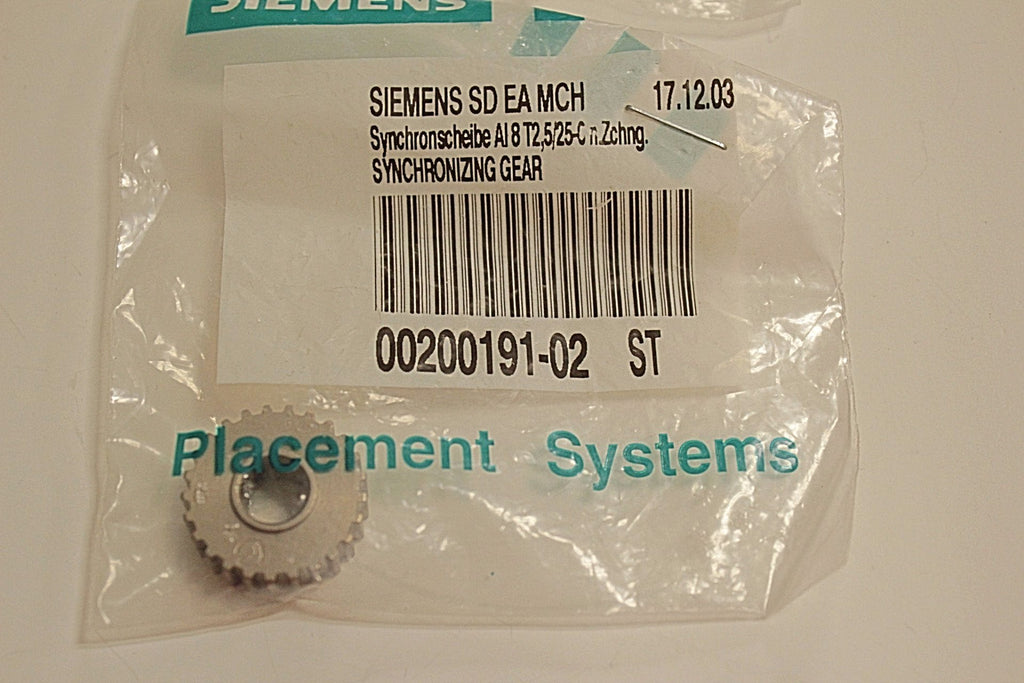 SIEMENS
SIEMENS SD EA MCH 17.12.03
Synchronscheibe Al 8 T2,5/25-0 n.Zchng.
SYNCHRONIZING GEAR
00200191-02 ST
Placement Systems